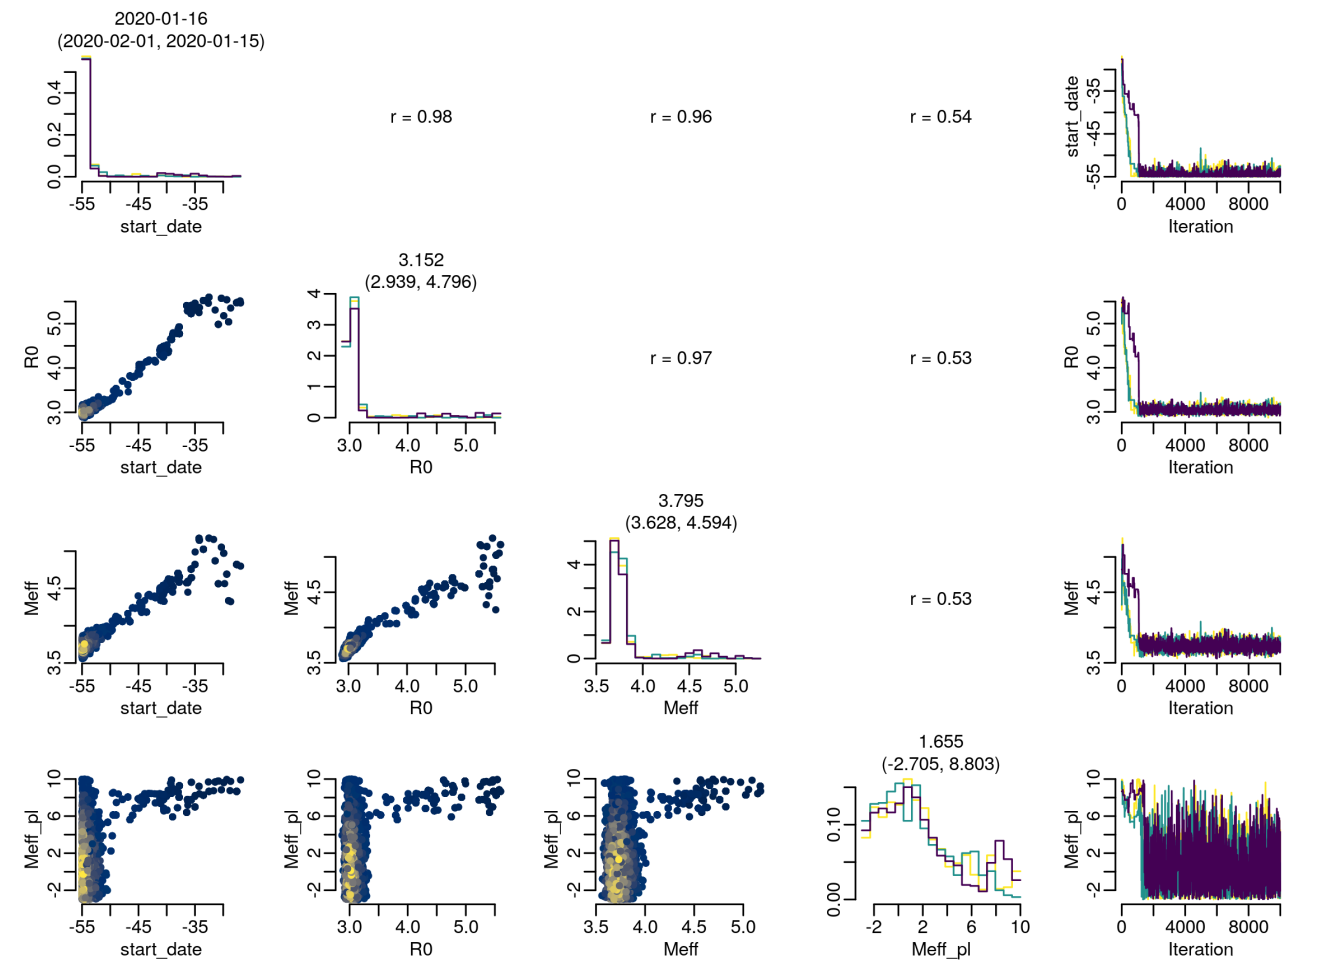 2020-01-16
(2020-02-01, 2020-01-15)
0.0 0.2 0.4
-55 -45 -35
start_date
r = 0.98
r = 0.96
r = 0.54
start_date
-55 -45 -35
0 4000 8000
Iteration
R0
3.0 4.0 5.0
-55 -45 -35
start_date
3.152
(2.939, 4.796)
0 1 2 3 4
3.0 4.0 5.0
R0
r = 0.97
r = 0.53
R0
3.0 4.0 5.0
0 4000 8000
Iteration
Meff
3.5 4.5
-55 -45 -35
start_date
Meff
3.5 4.5
3.0 4.0 5.0
R0
3.795
(3.628, 4.594)
0 2 4
3.5 4.0 4.5 5.0
Meff
r = 0.53
Meff
3.5 4.5
0 4000 8000
Iteration
Meff_pl
-2 2 6 10
-55 -45 -35
start_date
Meff_pl
-2 2 6 10
3.0 4.0 5.0
R0
Meff_pl
-2 2 6 10
3.5 4.0 4.5 5.0
Meff
1.655
(-2.705, 8.803)
0.00 0.10
-2 2 6 10
Meff_pl
Meff_pl
-2 2 6 10
0 4000 8000
Iteration